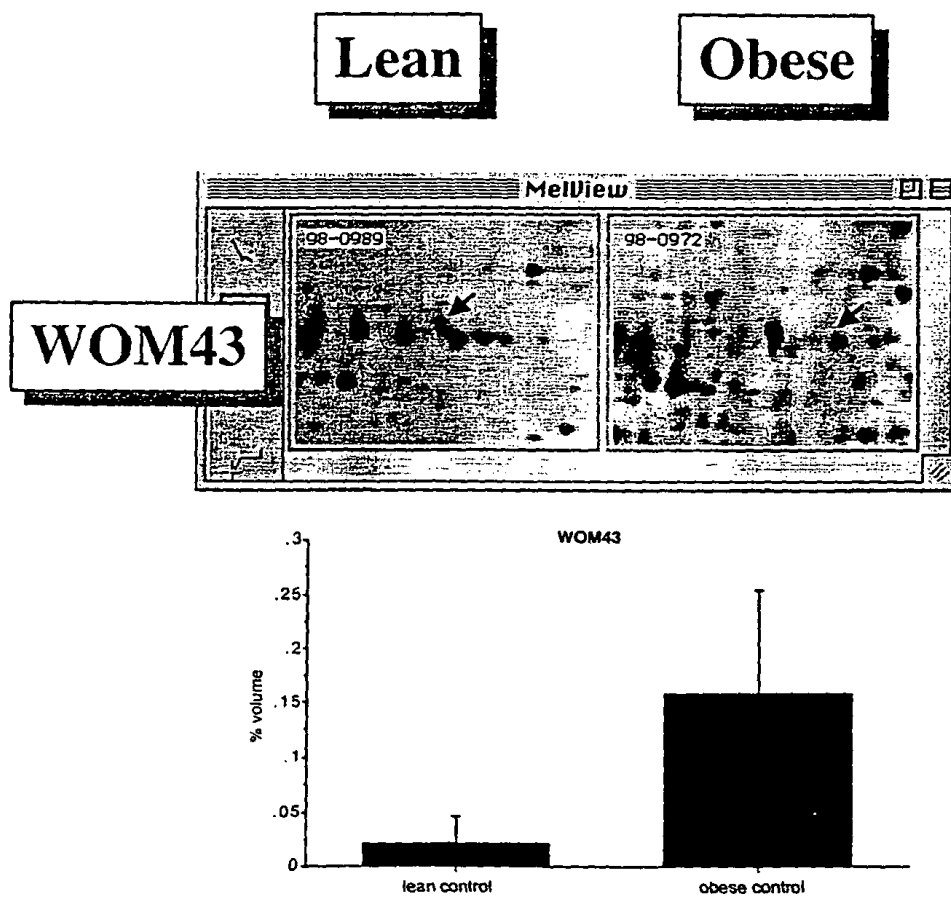 Lean
Obese
MelView
98-0989
98-0972
WOM43
WOM43
.3
.25
.2
.15
.1
.05
0
% volume
lean control
obese control